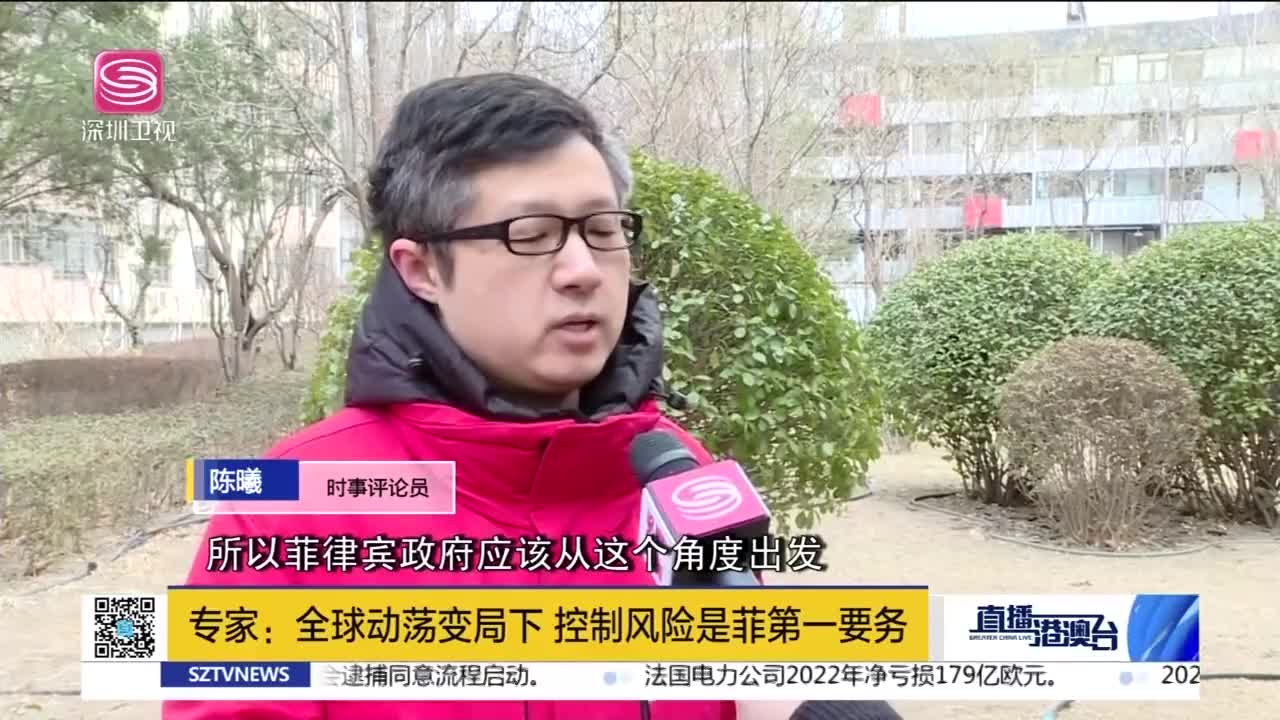 深圳卫视
陈曦
时事评论员
所以菲律宾政府应该从这个角度出发
专家：全球动荡变局下 控制风险是菲第一要务
直播港澳台
GREATER CHINA LIVE
SZTVNEWS
会逮捕同意流程启动。 法国电力公司2022年净亏损179亿欧元。 202